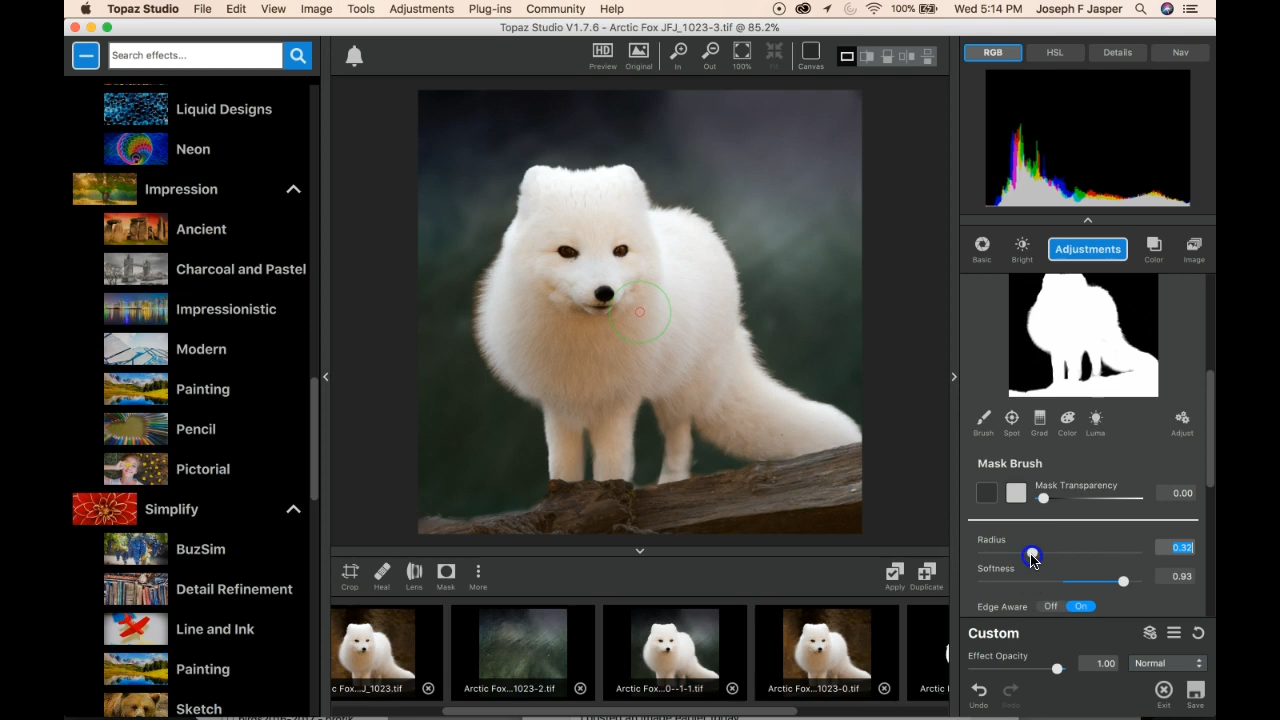 Topaz Studio File Edit View Image Tools Adjustments Plug-ins Community Help 100% Wed 5:14 PM Joseph F Jasper
Topaz Studio V1.7.6 - Arctic Fox JFJ_1023-3.tif @ 85.2%
Search effects...
Preview Original In Out 100% Fit Canvas
RGB HSL Details Nav
Liquid Designs
Neon
Impression
Ancient
Charcoal and Pastel
Impressionistic
Modern
Painting
Pencil
Pictorial
Simplify
BuzSim
Detail Refinement
Line and Ink
Painting
Sketch
Basic Bright Adjustments Color Image
Brush Spot Grad Color Luma Adjust
Mask Brush
Mask Transparency 0.00
Radius 0.32
Softness 0.93
Edge Aware Off On
Custom
Effect Opacity 1.00 Normal
Undo Redo Exit Save
Crop Heal Lens Mask More Apply Duplicate
c Fox...J_1023.tif Arctic Fox...1023-2.tif Arctic Fox...0--1-1.tif Arctic Fox...1023-0.tif Arctic